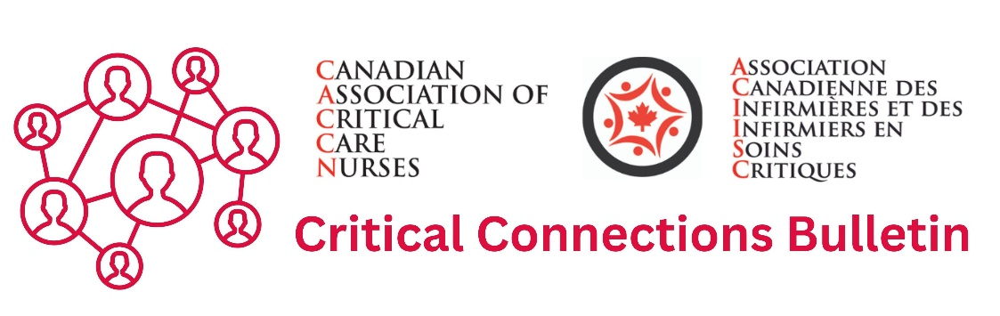 CANADIAN
ASSOCIATION OF
CRITICAL
CARE
NURSES
ASSOCIATION
CANADIENNE DES
INFIRMIÈRES ET DES
INFIRMIERS EN
SOINS
CRITIQUES
Critical Connections Bulletin